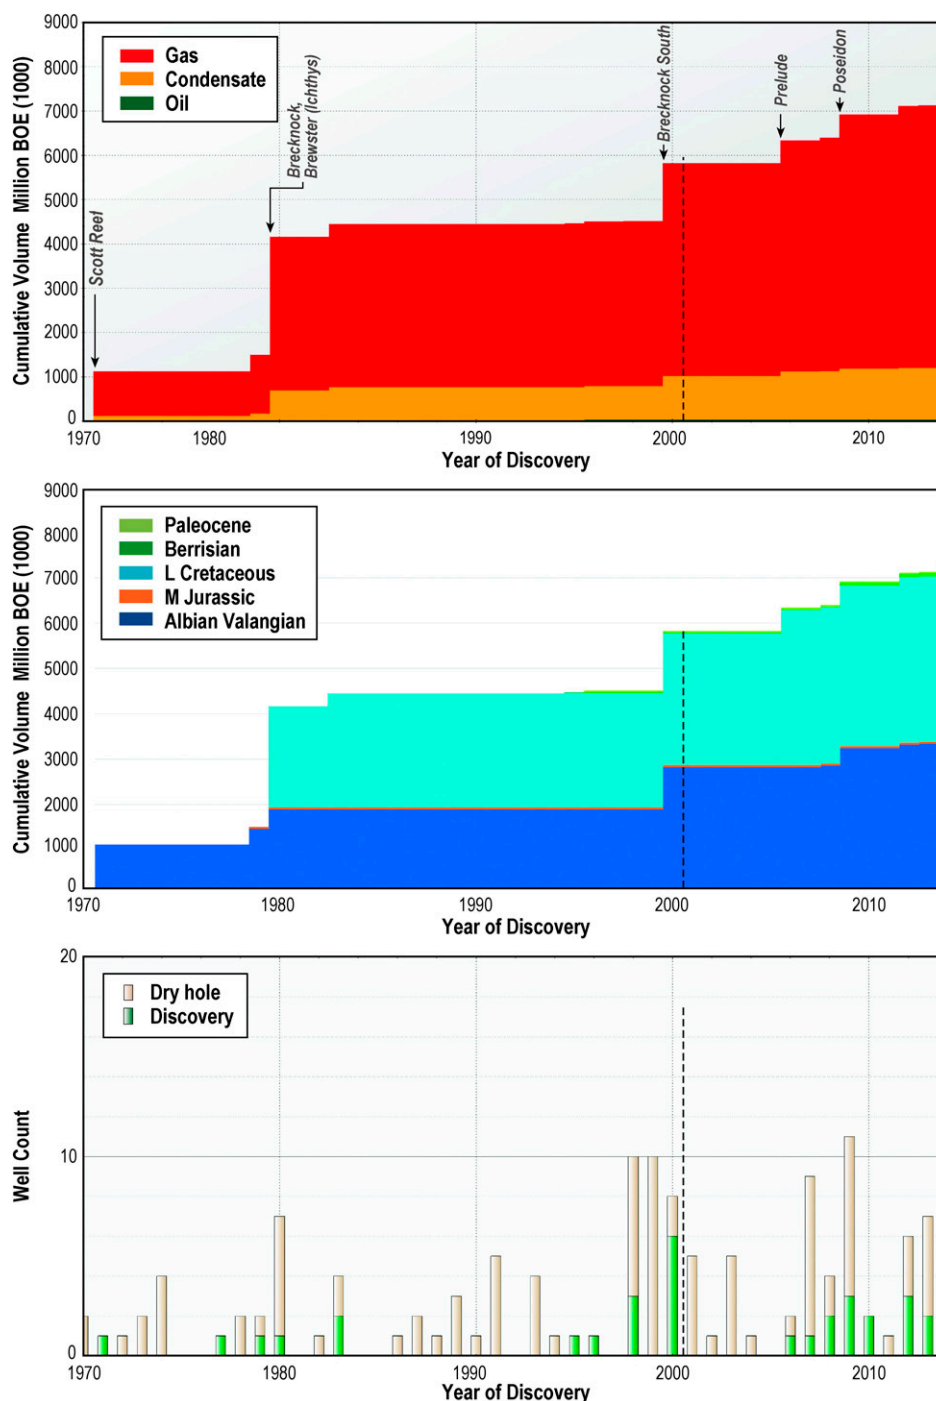 Cumulative Volume Million BOE (1000)
9000
8000
7000
6000
5000
4000
3000
2000
1000
0
Gas
Condensate
Oil
Scott Reef
Brecknock,
Brewster (Ichthys)
Brecknock South
Prelude
Poseidon
1970 1980 1990 2000 2010
Year of Discovery
Cumulative Volume Million BOE (1000)
9000
8000
7000
6000
5000
4000
3000
2000
1000
0
Paleocene
Berrisian
L Cretaceous
M Jurassic
Albian Valangian
1970 1980 1990 2000 2010
Year of Discovery
Well Count
20
10
0
Dry hole
Discovery
1970 1980 1990 2000 2010
Year of Discovery